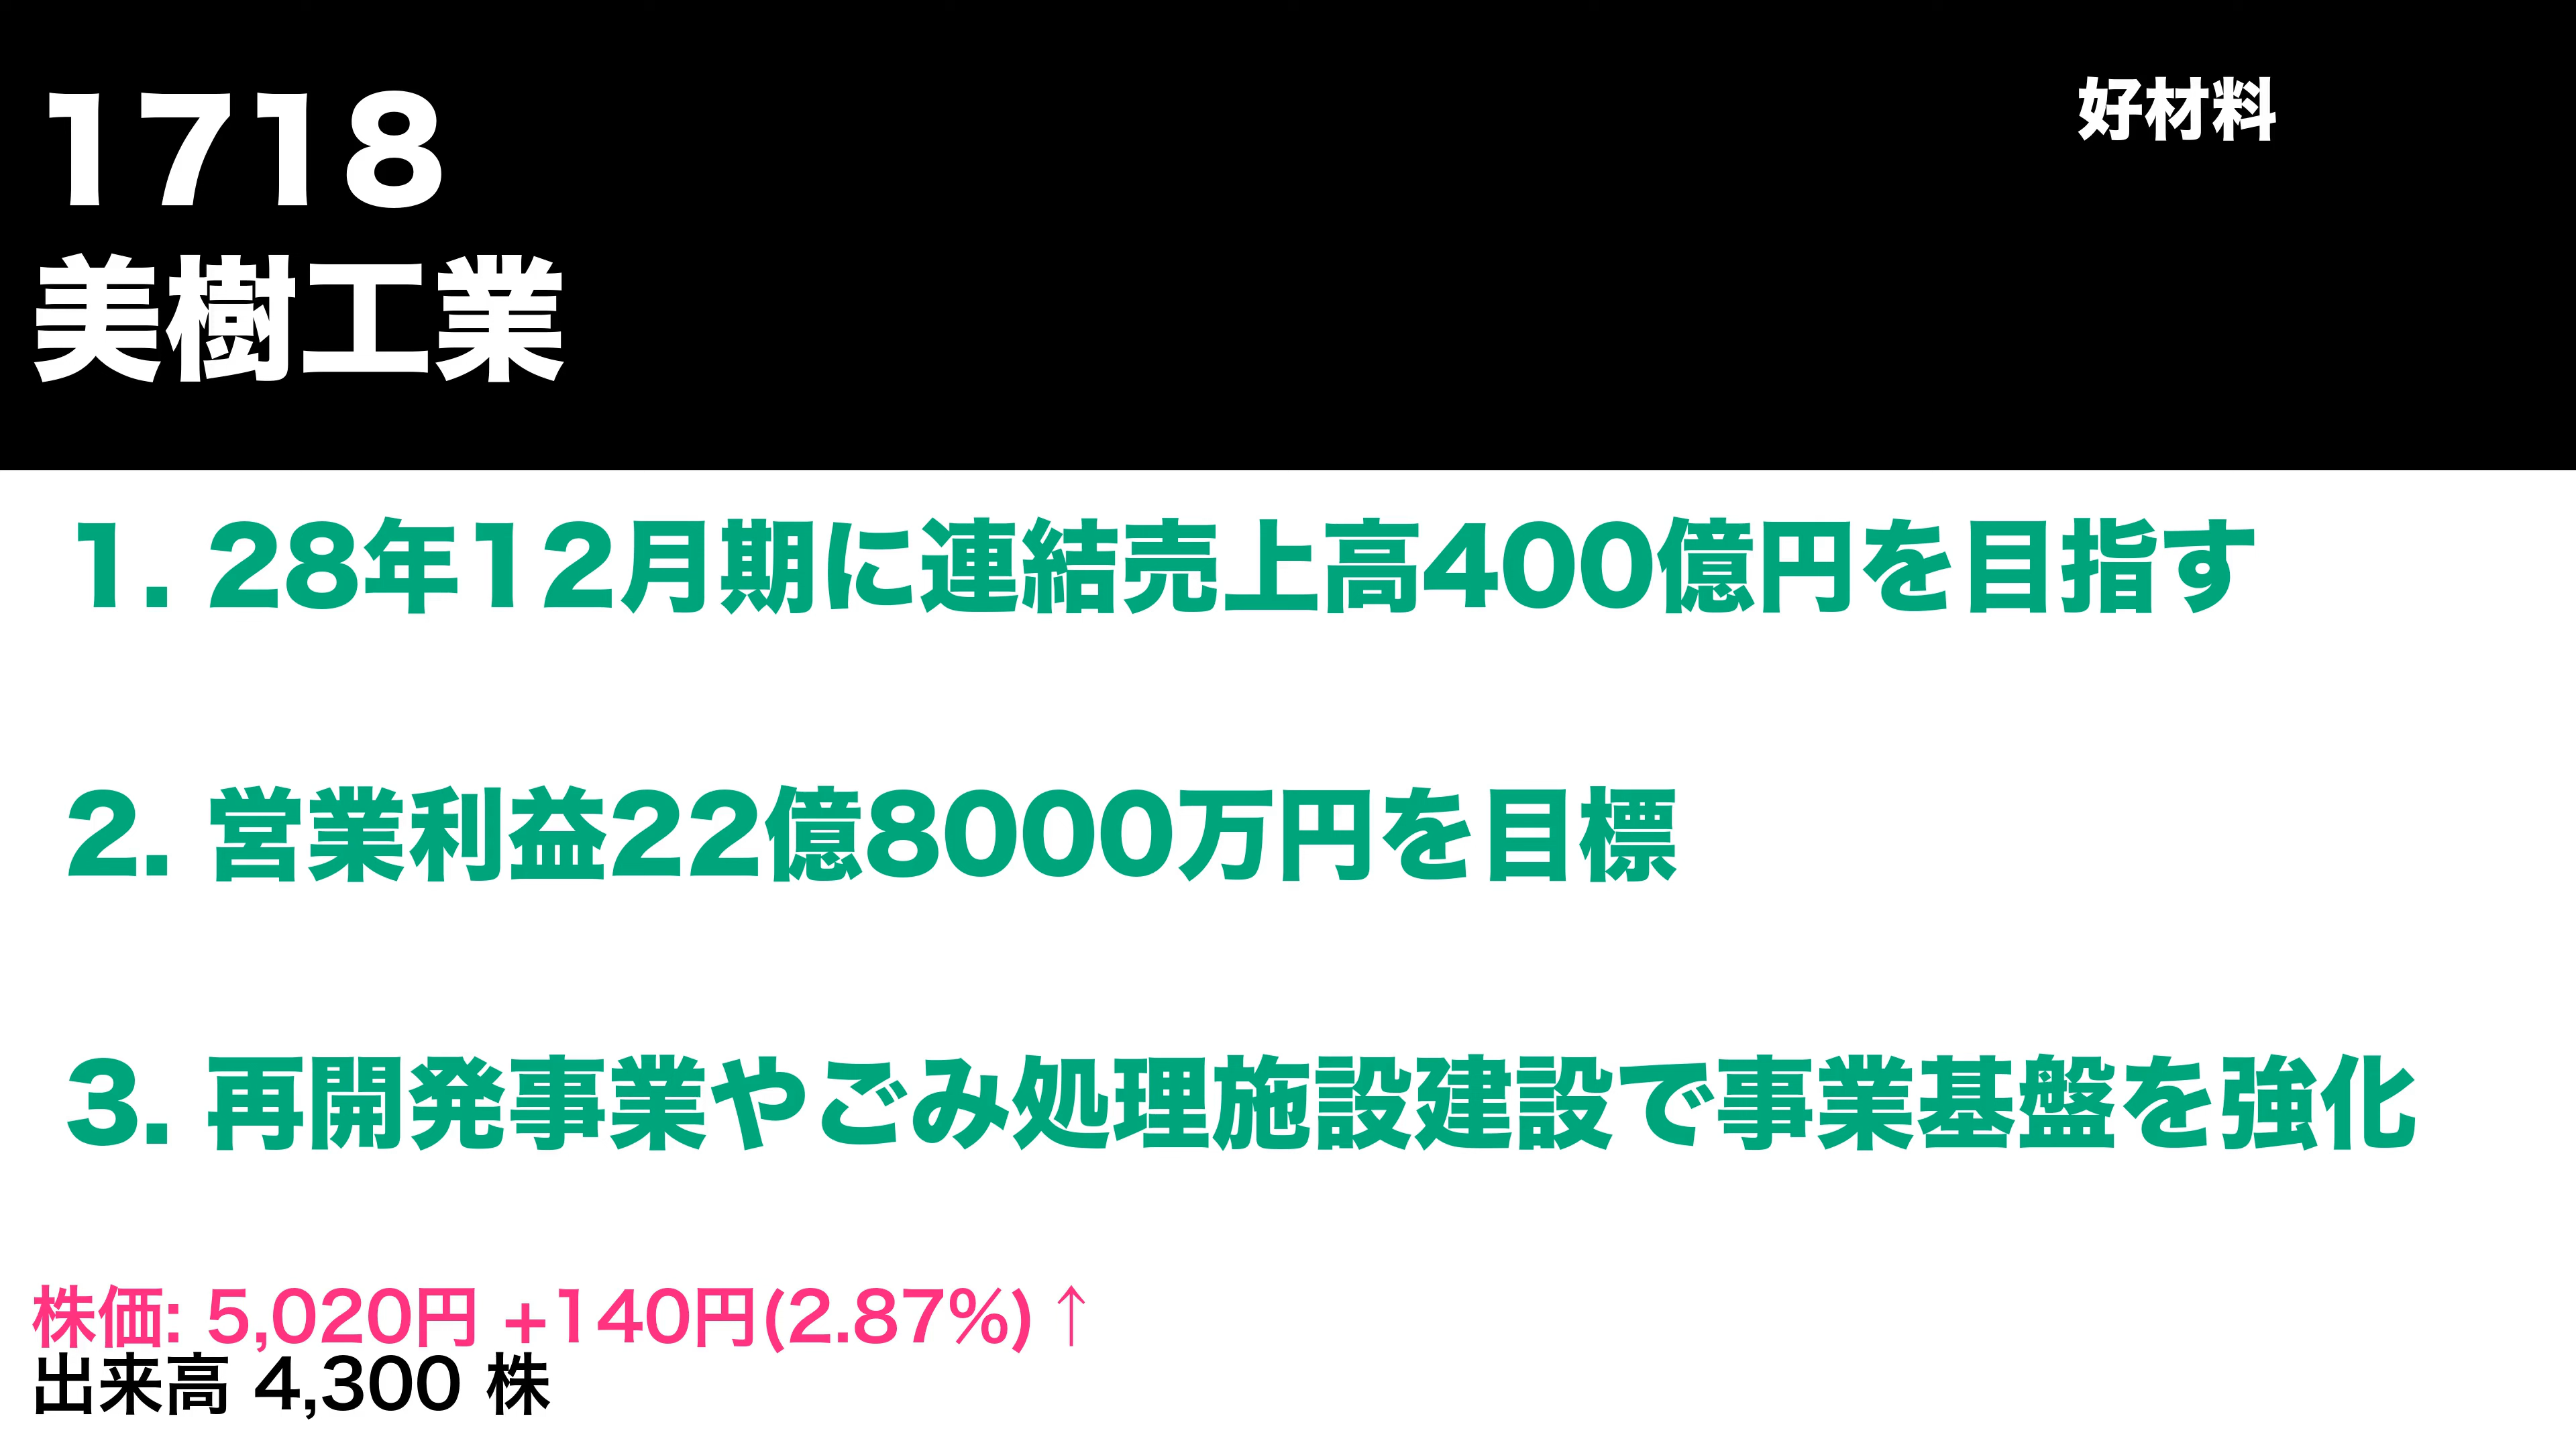 1718
好材料
美樹工業
1. 28年12月期に連結売上高400億円を目指す
2. 営業利益22億8000万円を目標
3. 再開発事業やごみ処理施設建設で事業基盤を強化
株価: 5,020円 +140円(2.87%)↑
出来高 4,300 株